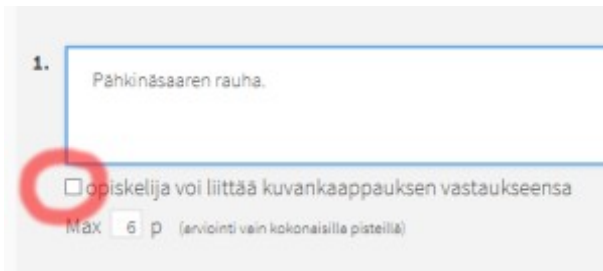 1.
Pähkinäsaaren rauha.
opiskelija voi liittää kuvankaappauksen vastaukseensa
Max 6 p (arviointi vain kokonaisilla pisteillä)